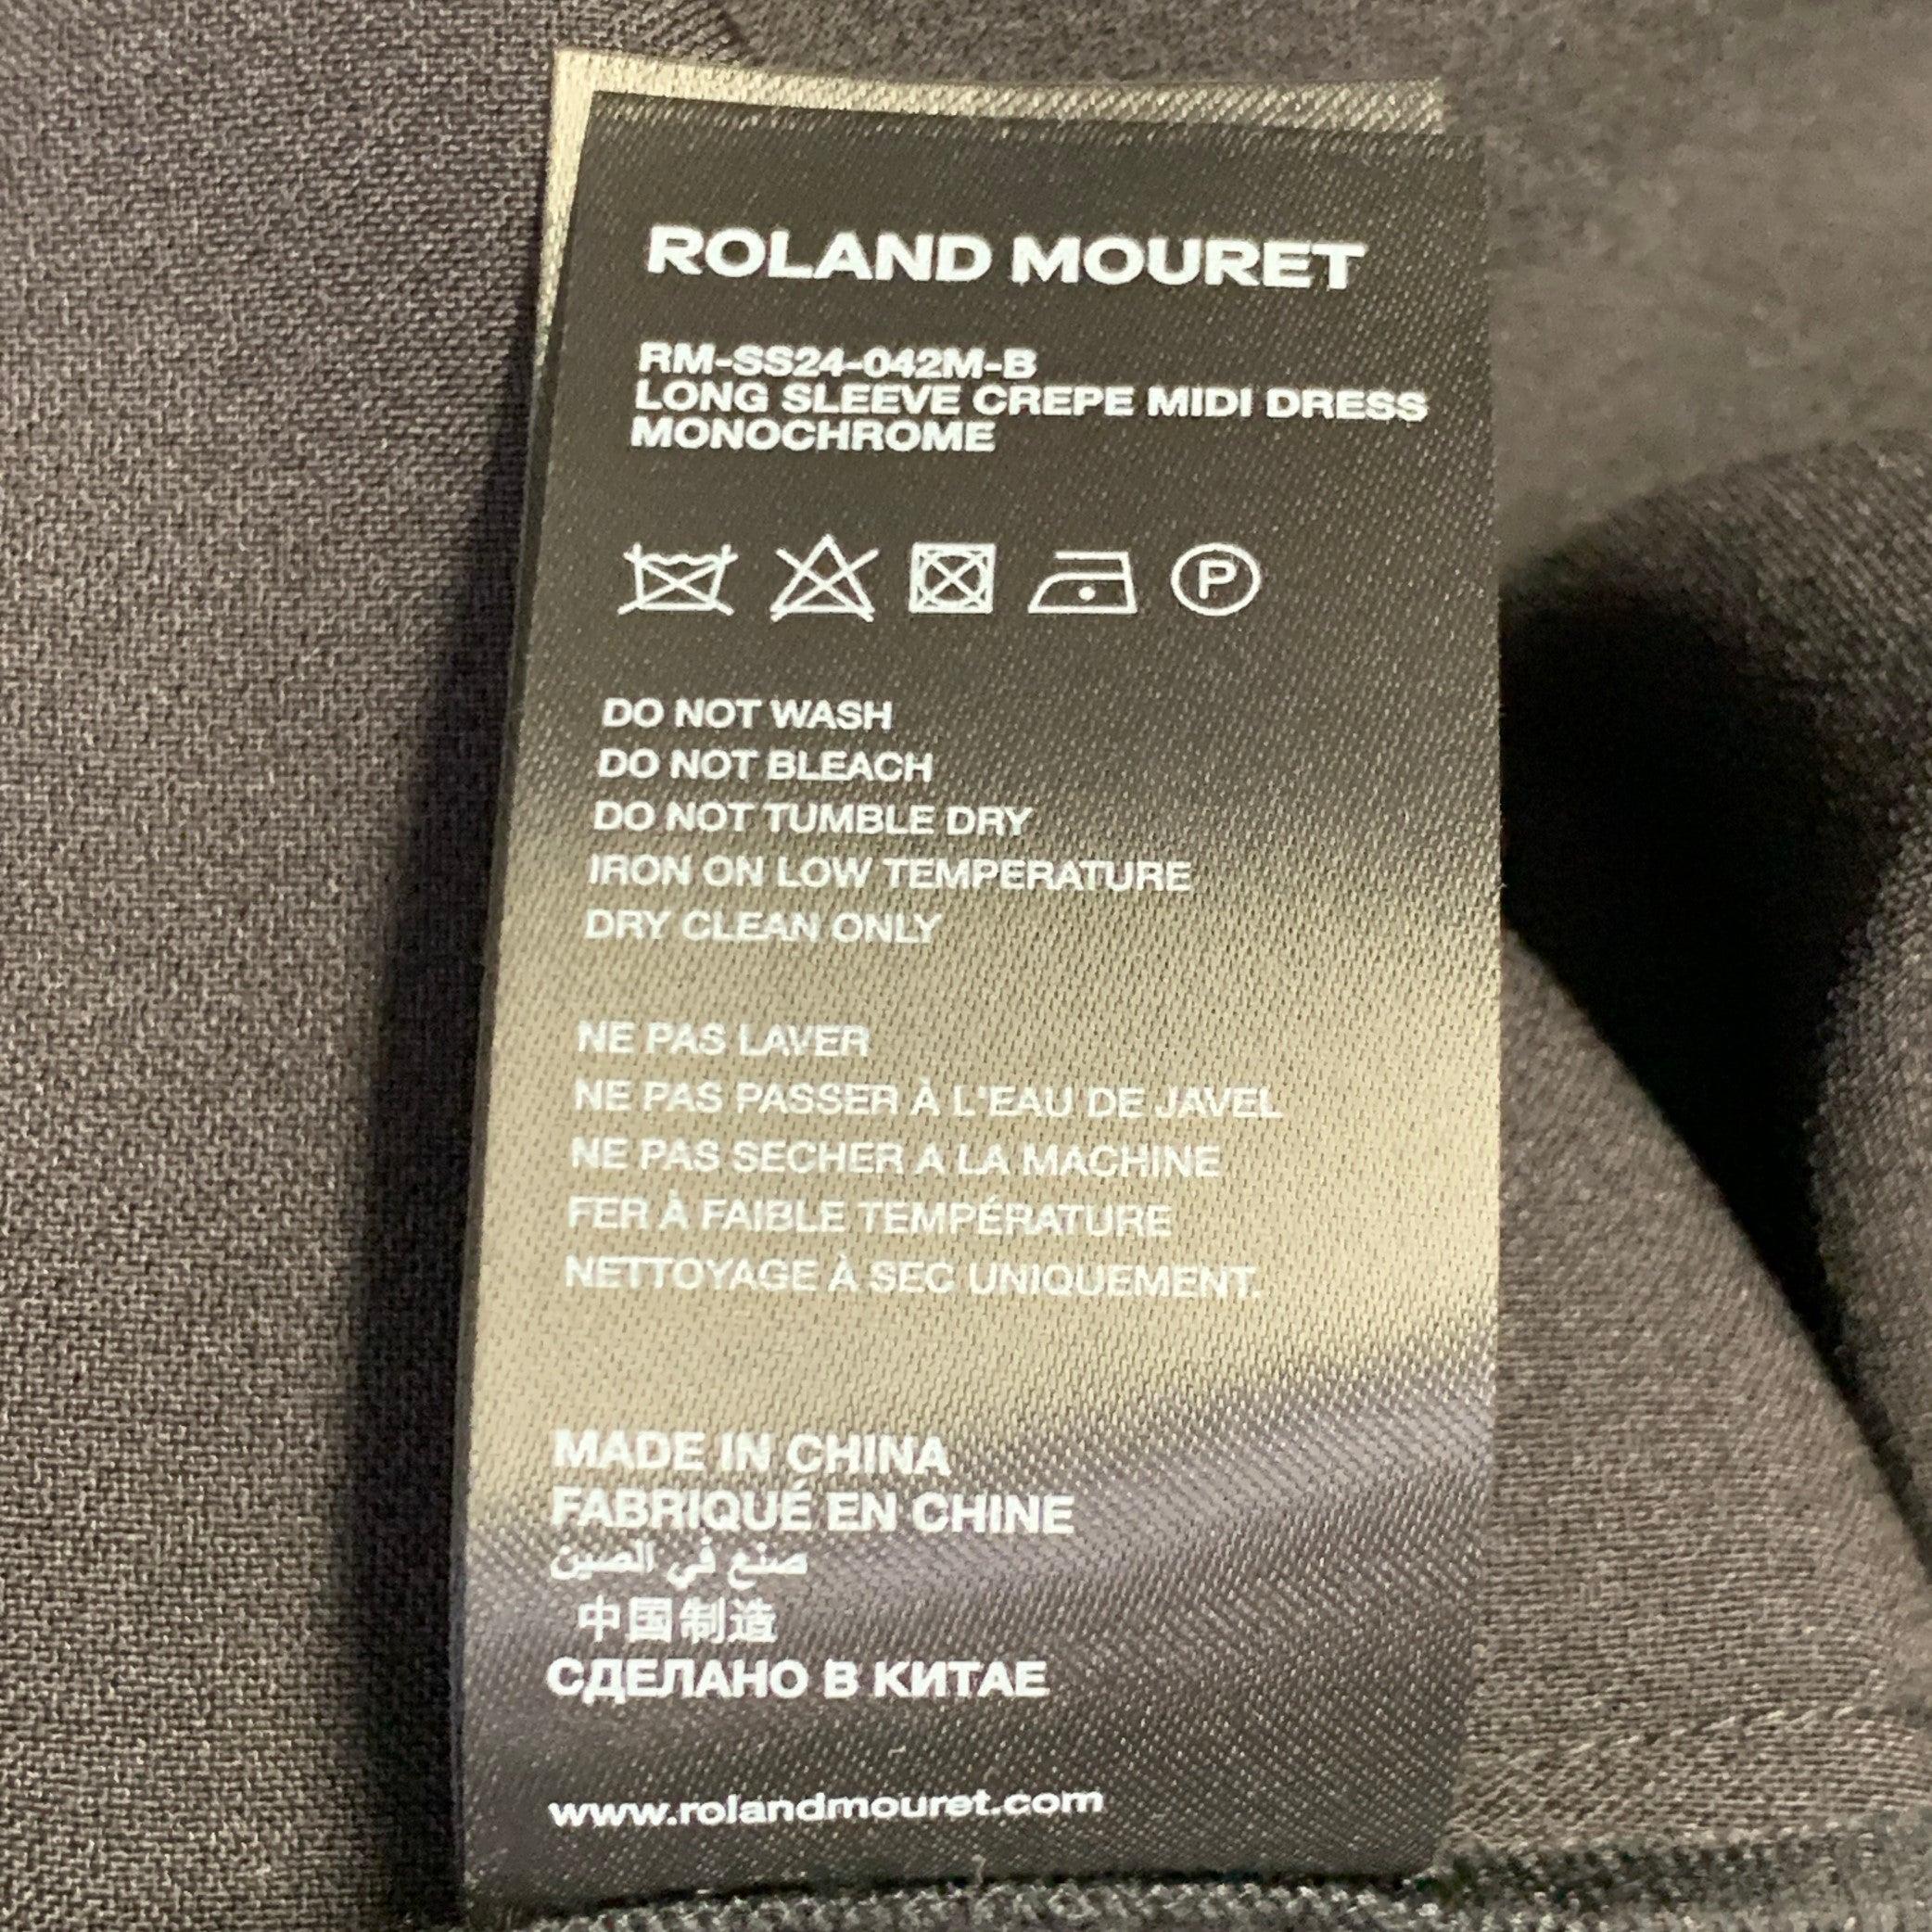 ROLAND MOURET
RM-SS24-042M-B
LONG SLEEVE CREPE MIDI DRESS
MONOCHROME
P
DO NOT WASH
DO NOT BLEACH
DO NOT TUMBLE DRY
IRON ON LOW TEMPERATURE
DRY CLEAN ONLY
NE PAS LAVER
NE PAS PASSER À L'EAU DE JAVEL
NE PAS SECHER A LA MACHINE
FER À FAIBLE TEMPÉRATURE
NETTOYAGE À SEC UNIQUEMENT.
MADE IN CHINA
FABRIQUÉ EN CHINE
صنع في الصين
中国制造
СДЕЛАНО В КИТАЕ
www.rolandmouret.com